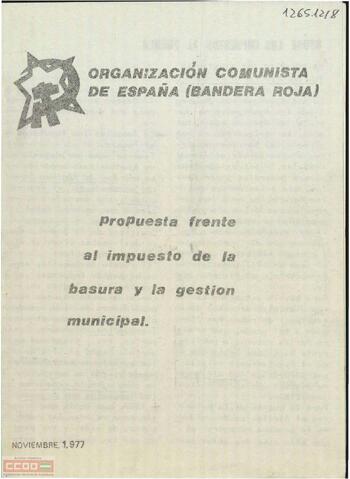 1265.12/8
ORGANIZACIÓN COMUNISTA
DE ESPAÑA (BANDERA ROJA)
Propuesta frente
al impuesto de la
basura y la gestion
municipal.
NOVIEMBRE, 1.977
CCOO